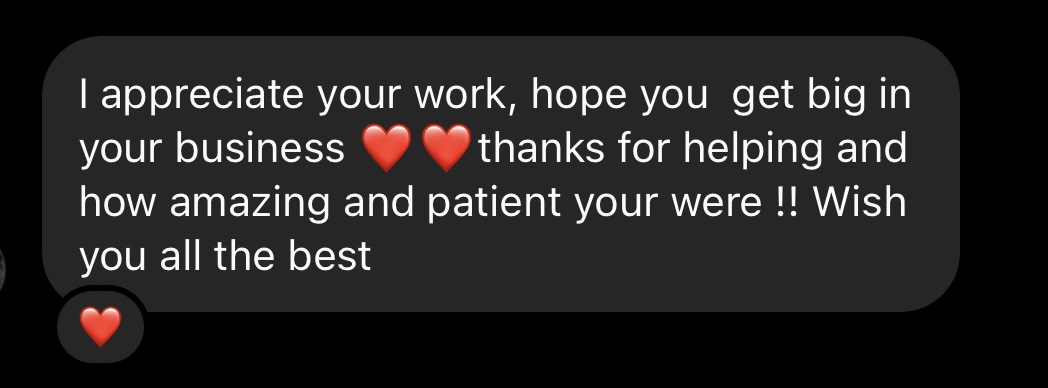 I appreciate your work, hope you  get big in
your business ❤️ ❤️ thanks for helping and
how amazing and patient your were !! Wish
you all the best
❤️